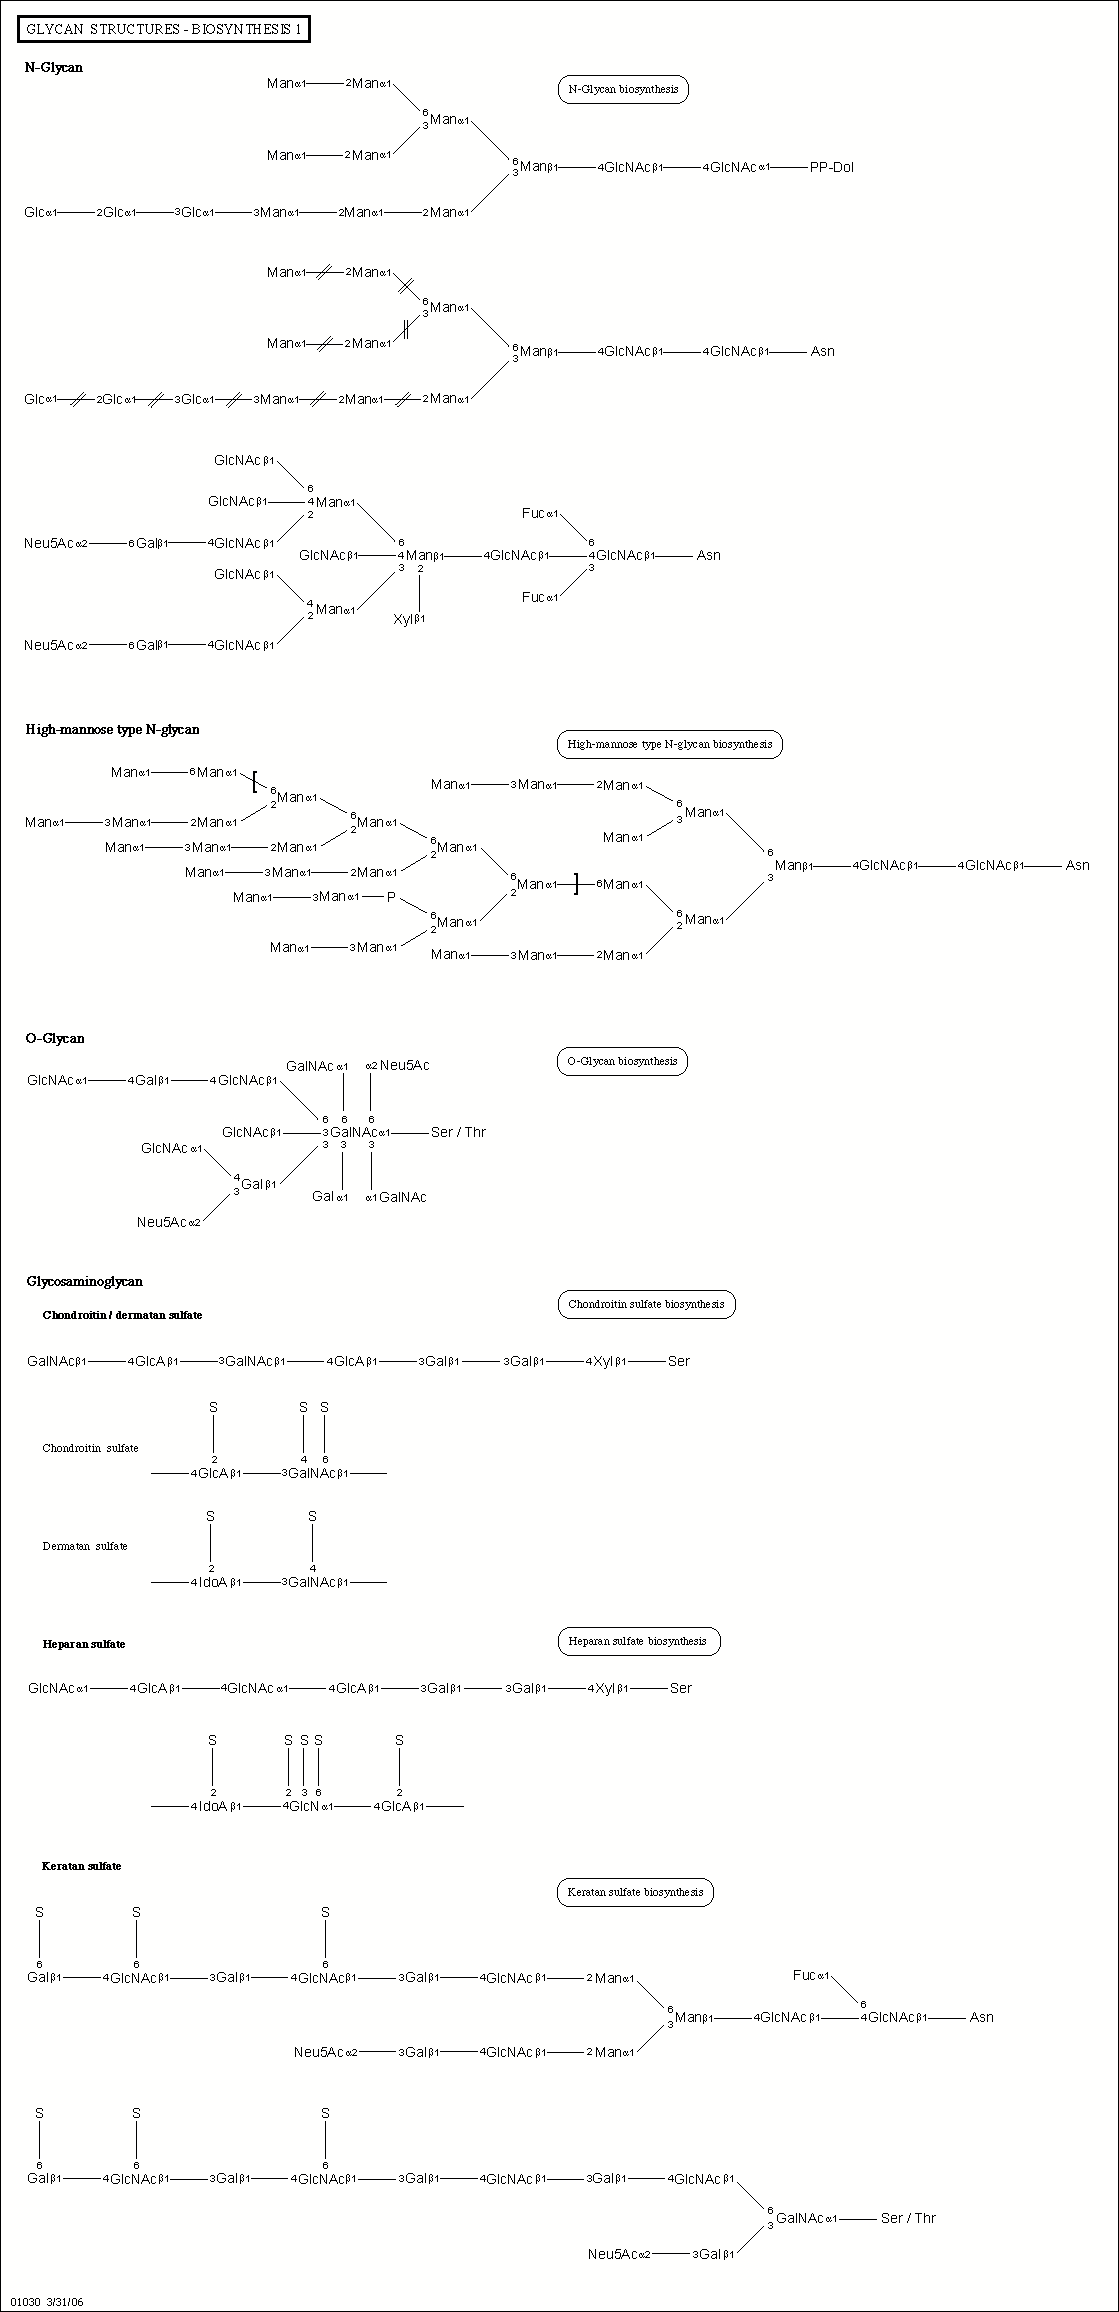 GLYCAN STRUCTURES - BIOSYNTHESIS 1
N-Glycan
N-Glycan biosynthesis
Manα1 2Manα1
6
3 Manα1
Manα1 2Manα1
6
3 Manβ1 4GlcNAcβ1 4GlcNAcα1 PP-Dol
Glcα1 2Glcα1 3Glcα1 3Manα1 2Manα1 2Manα1
Manα1 2Manα1
6
3 Manα1
Manα1 2Manα1
6
3 Manβ1 4GlcNAcβ1 4GlcNAcβ1 Asn
Glcα1 2Glcα1 3Glcα1 3Manα1 2Manα1 2Manα1
GlcNAcβ1
6
GlcNAcβ1 4Manα1
2
Fucα1
Neu5Acα2 6Galβ1 4GlcNAcβ1
6 6
GlcNAcβ1 4Manβ1 4GlcNAcβ1 4GlcNAcβ1 Asn
3 2 3
GlcNAcβ1
Fucα1
4
2 Manα1
Xylβ1
Neu5Acα2 6Galβ1 4GlcNAcβ1
High-mannose type N-glycan
High-mannose type N-glycan biosynthesis
Manα1 6Manα1 [
Manα1 3Manα1 2Manα1
6
2 Manα1
6
3 Manα1
Manα1 3Manα1 2Manα1
6
2 Manα1
Manα1
Manα1 3Manα1 2Manα1
6
2 Manα1
6
3 Manβ1 4GlcNAcβ1 4GlcNAcβ1 Asn
Manα1 3Manα1 2Manα1
6
2 Manα1 ] 6Manα1
Manα1 3Manα1 P
6
2 Manα1
6
2 Manα1
Manα1 3Manα1
Manα1 3Manα1 2Manα1
O-Glycan
O-Glycan biosynthesis
GalNAcα1 α2Neu5Ac
GlcNAcα1 4Galβ1 4GlcNAcβ1
6 6 6
GlcNAcβ1 3GalNAcα1 Ser / Thr
3 3 3
GlcNAcα1
4
3 Galβ1
Galα1 α1GalNAc
Neu5Acα2
Glycosaminoglycan
Chondroitin / dermatan sulfate
Chondroitin sulfate biosynthesis
GalNAcβ1 4GlcAβ1 3GalNAcβ1 4GlcAβ1 3Galβ1 3Galβ1 4Xylβ1 Ser
S S S
Chondroitin sulfate
2 4 6
4GlcAβ1 3GalNAcβ1
S S
Dermatan sulfate
2 4
4IdoAβ1 3GalNAcβ1
Heparan sulfate
Heparan sulfate biosynthesis
GlcNAcα1 4GlcAβ1 4GlcNAcα1 4GlcAβ1 3Galβ1 3Galβ1 4Xylβ1 Ser
S S S S S
2 2 3 6 2
4IdoAβ1 4GlcNα1 4GlcAβ1
Keratan sulfate
Keratan sulfate biosynthesis
S S S
6 6 6
Galβ1 4GlcNAcβ1 3Galβ1 4GlcNAcβ1 3Galβ1 4GlcNAcβ1 2Manα1
Fucα1
6
6
3 Manβ1 4GlcNAcβ1 4GlcNAcβ1 Asn
Neu5Acα2 3Galβ1 4GlcNAcβ1 2Manα1
S S S
6 6 6
Galβ1 4GlcNAcβ1 3Galβ1 4GlcNAcβ1 3Galβ1 4GlcNAcβ1 3Galβ1 4GlcNAcβ1
6
3 GalNAcα1 Ser / Thr
Neu5Acα2 3Galβ1
01030 3/31/06